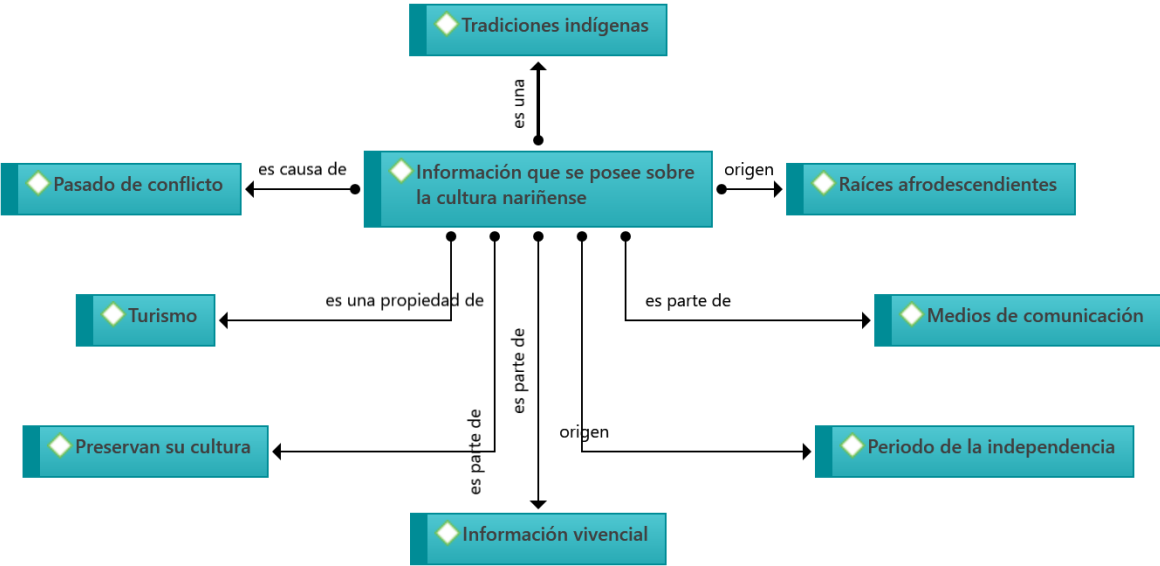 Tradiciones indígenas
es una
es causa de
Pasado de conflicto
Información que se posee sobre
la cultura nariñense
origen
Raíces afrodescendientes
Turismo
es una propiedad de
es parte de
Medios de comunicación
es parte de
Preservan su cultura
es parte de
origen
Periodo de la independencia
Información vivencial